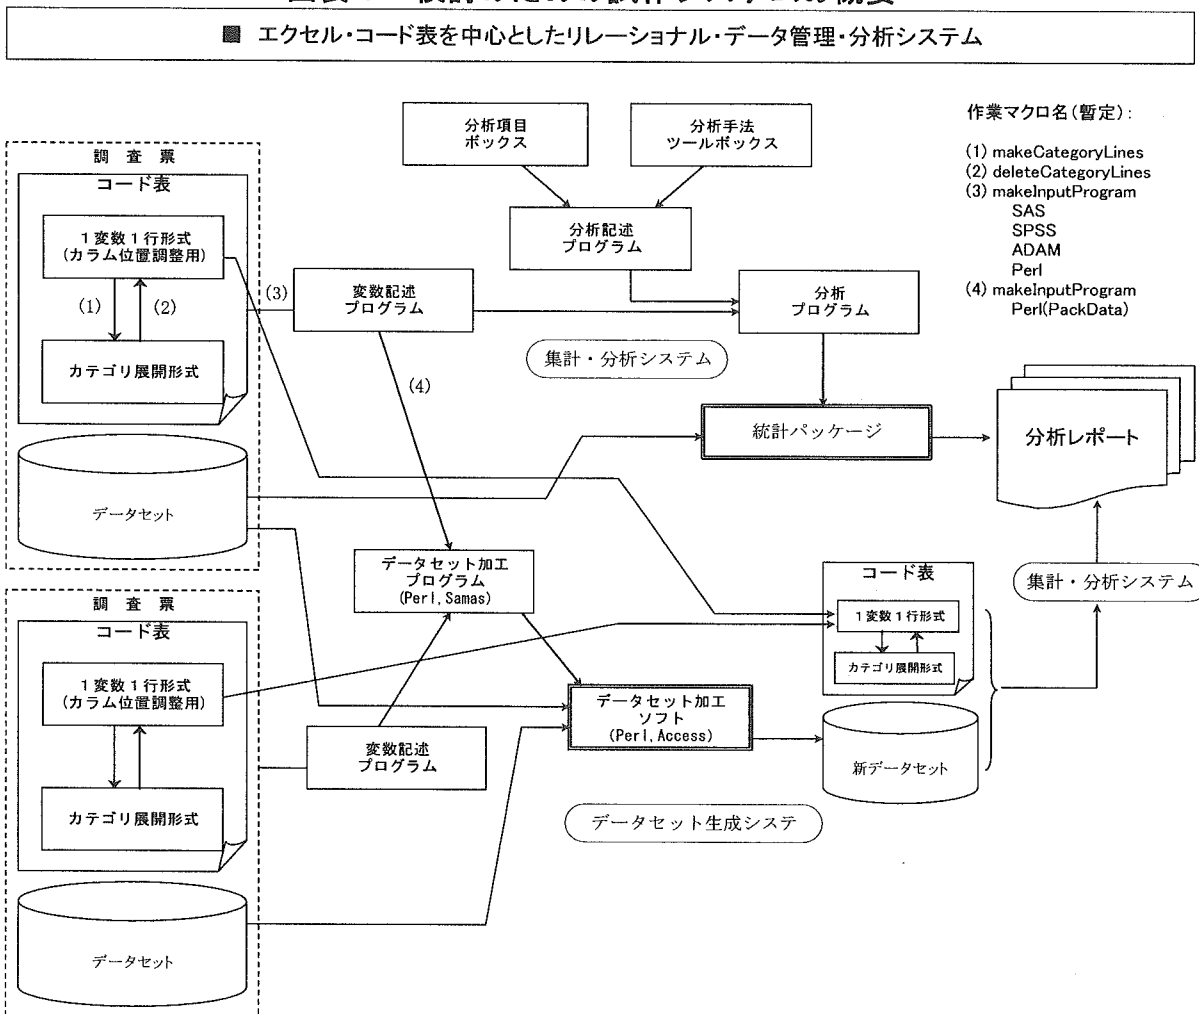 ■ エクセル・コード表を中心としたリレーショナル・データ管理・分析システム
作業マクロ名(暫定):
(1) makeCategoryLines
(2) deleteCategoryLines
(3) makeInputProgram
SAS
SPSS
ADAM
Perl
(4) makeInputProgram
Perl(PackData)
分析項目
ボックス
分析手法
ツールボックス
調査票
コード表
1変数1行形式
(カラム位置調整用)
(1)
(2)
カテゴリ展開形式
データセット
(3)
変数記述
プログラム
分析記述
プログラム
分析
プログラム
集計・分析システム
(4)
統計パッケージ
分析レポート
データセット加工
プログラム
(Perl,Samas)
コード表
1変数1行形式
カテゴリ展開形式
集計・分析システム
調査票
コード表
1変数1行形式
(カラム位置調整用)
カテゴリ展開形式
データセット
変数記述
プログラム
データセット加工
ソフト
(Perl,Access)
新データセット
データセット生成システ